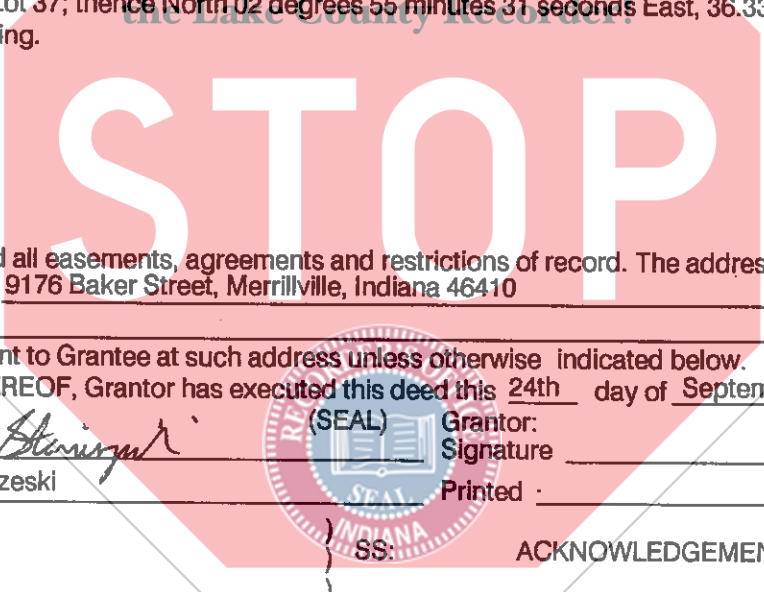 Lot 37; thence North 02 degrees 55 minutes 31 seconds East, 36.33
the Lake County Recorder!
ing.
STOP
d all easements, agreements and restrictions of record. The addres
9176 Baker Street, Merrillville, Indiana 46410
nt to Grantee at such address unless otherwise indicated below.
EREOF, Grantor has executed this deed this 24th day of Septem
(SEAL) Grantor:
Signature
zeski
Printed
RECORDER'S OFFICE
SEAL
INDIANA
) SS: ACKNOWLEDGEMEN